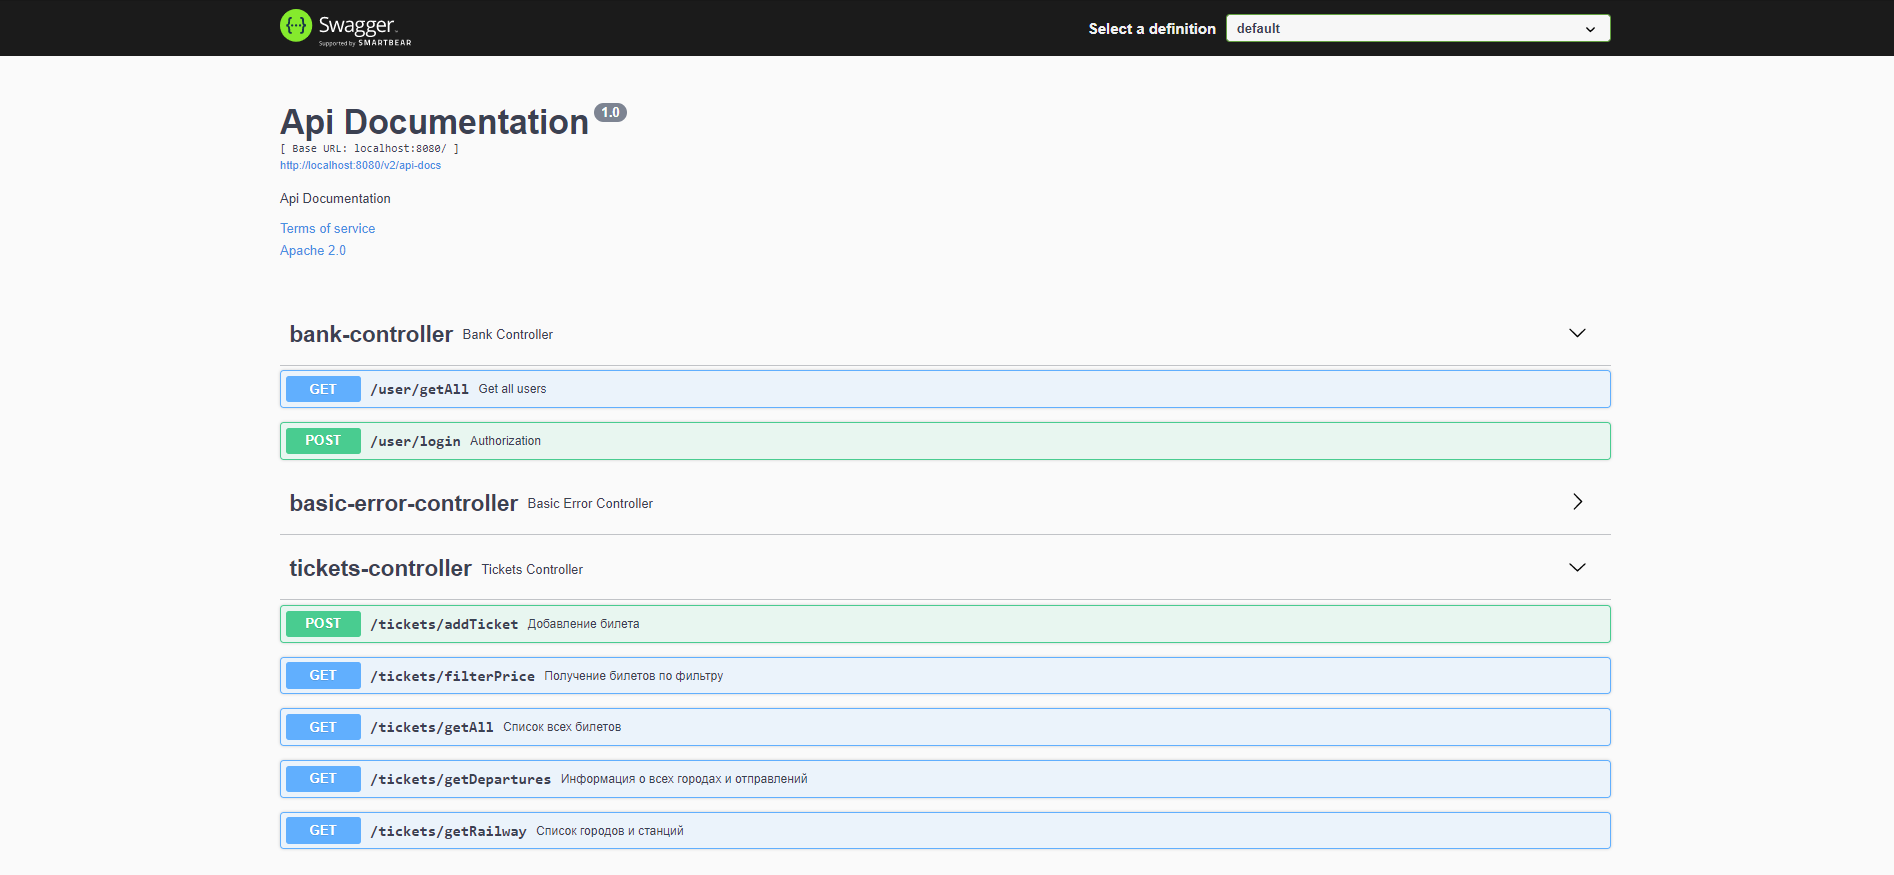 Swagger
Supported by SMARTBEAR
Select a definition
default
Api Documentation 1.0
[ Base URL: localhost:8080/ ]
http://localhost:8080/v2/api-docs
Api Documentation
Terms of service
Apache 2.0
bank-controller Bank Controller
GET /user/getAll Get all users
POST /user/login Authorization
basic-error-controller Basic Error Controller
tickets-controller Tickets Controller
POST /tickets/addTicket Добавление билета
GET /tickets/filterPrice Получение билетов по фильтру
GET /tickets/getAll Список всех билетов
GET /tickets/getDepartures Информация о всех городах и отправлений
GET /tickets/getRailway Список городов и станций